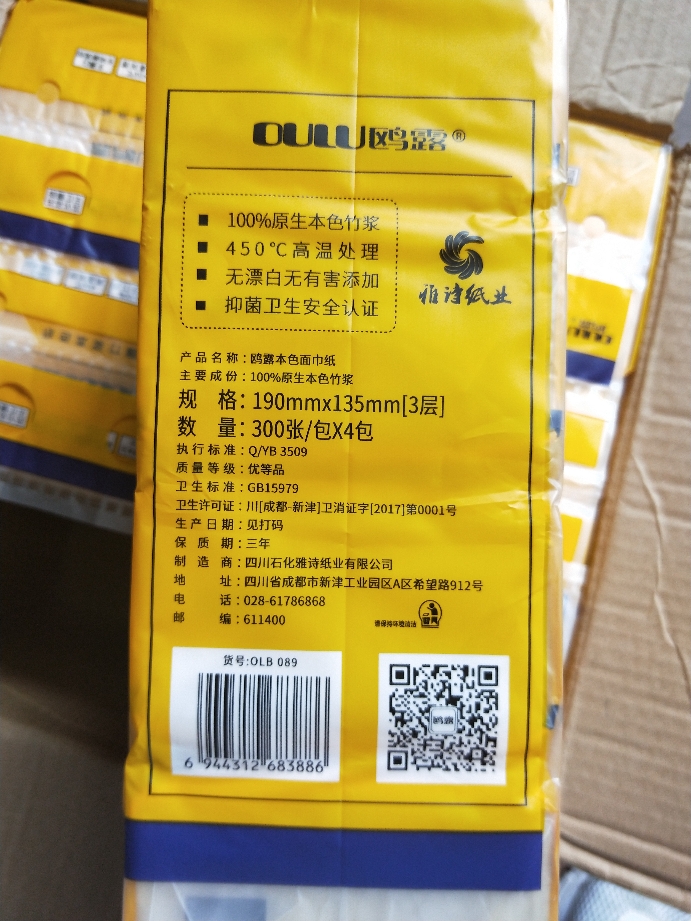 OULU鸥露®
■ 100%原生本色竹浆
■ 450℃高温处理
■ 无漂白无有害添加
■ 抑菌卫生安全认证
雅诗纸业
产品名称：鸥露本色面巾纸
主要成份：100%原生本色竹浆
规 格：190mmx135mm[3层]
数 量：300张/包X4包
执行标准：Q/YB 3509
质量等级：优等品
卫生标准：GB15979
卫生许可证：川[成都-新津]卫消证字[2017]第0001号
生产日期：见打码
保 质 期：三年
制 造 商：四川石化雅诗纸业有限公司
地 址：四川省成都市新津工业园区A区希望路912号
电 话：028-61786868
邮 编：611400
请保持环境清洁
货号:OLB 089
6 944312 683886
鸥露